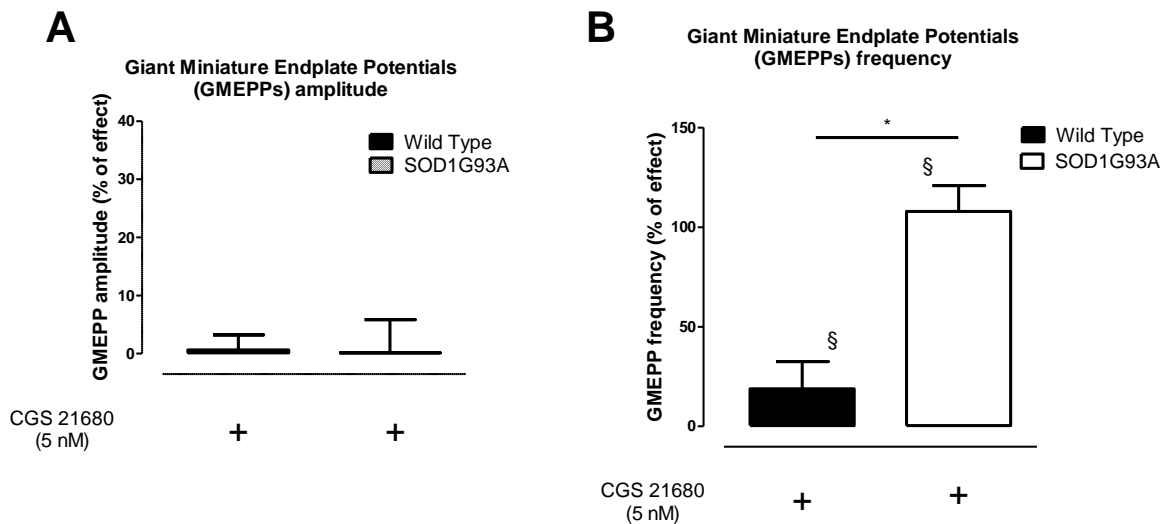 A
Giant Miniature Endplate Potentials
(GMEPPs) amplitude
GMEPP amplitude (% of effect)
40
30
20
10
0
Wild Type
SOD1G93A
CGS 21680
(5 nM)
+
+
B
Giant Miniature Endplate Potentials
(GMEPPs) frequency
GMEPP frequency (% of effect)
150
100
50
0
*
§
§
Wild Type
SOD1G93A
CGS 21680
(5 nM)
+
+